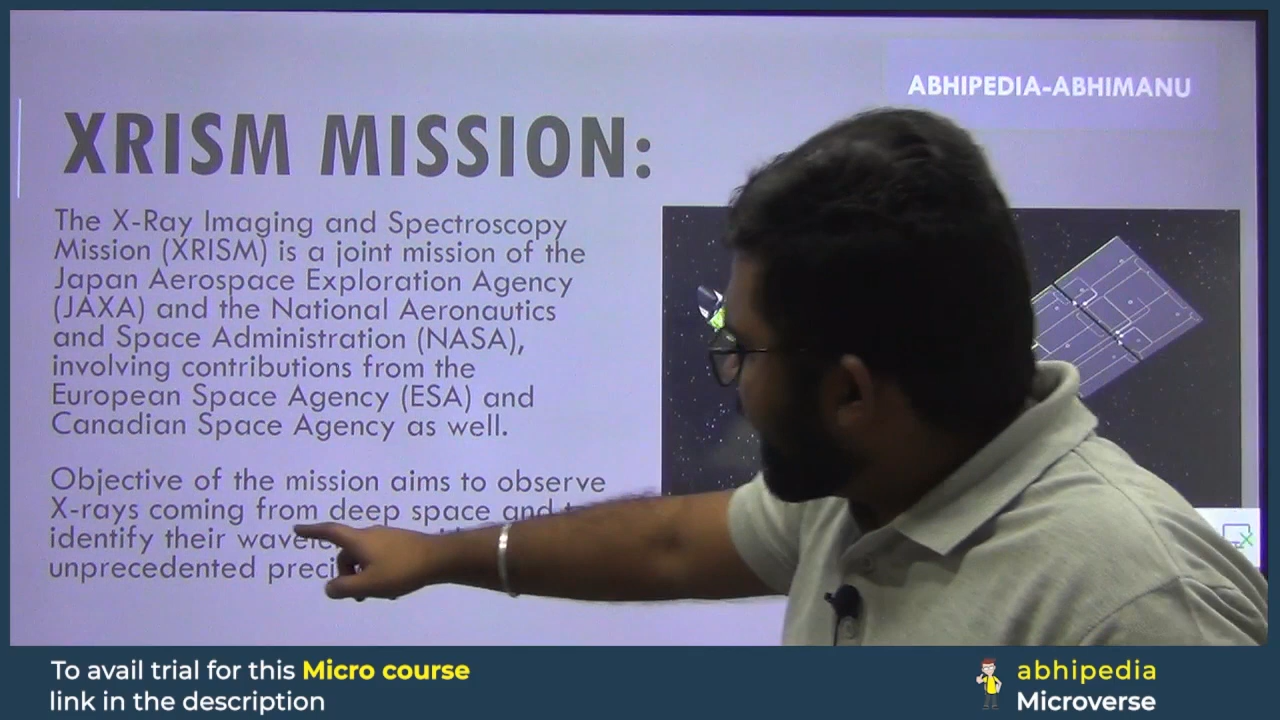 ABHIPEDIA-ABHIMANU
XRISM MISSION:
The X-Ray Imaging and Spectroscopy
Mission (XRISM) is a joint mission of the
Japan Aerospace Exploration Agency
(JAXA) and the National Aeronautics
and Space Administration (NASA),
involving contributions from the
European Space Agency (ESA) and
Canadian Space Agency as well.
Objective of the mission aims to observe
X-rays coming from deep space and
identify their
unprecedented
To avail trial for this Micro course
link in the description
abhipedia
Microverse